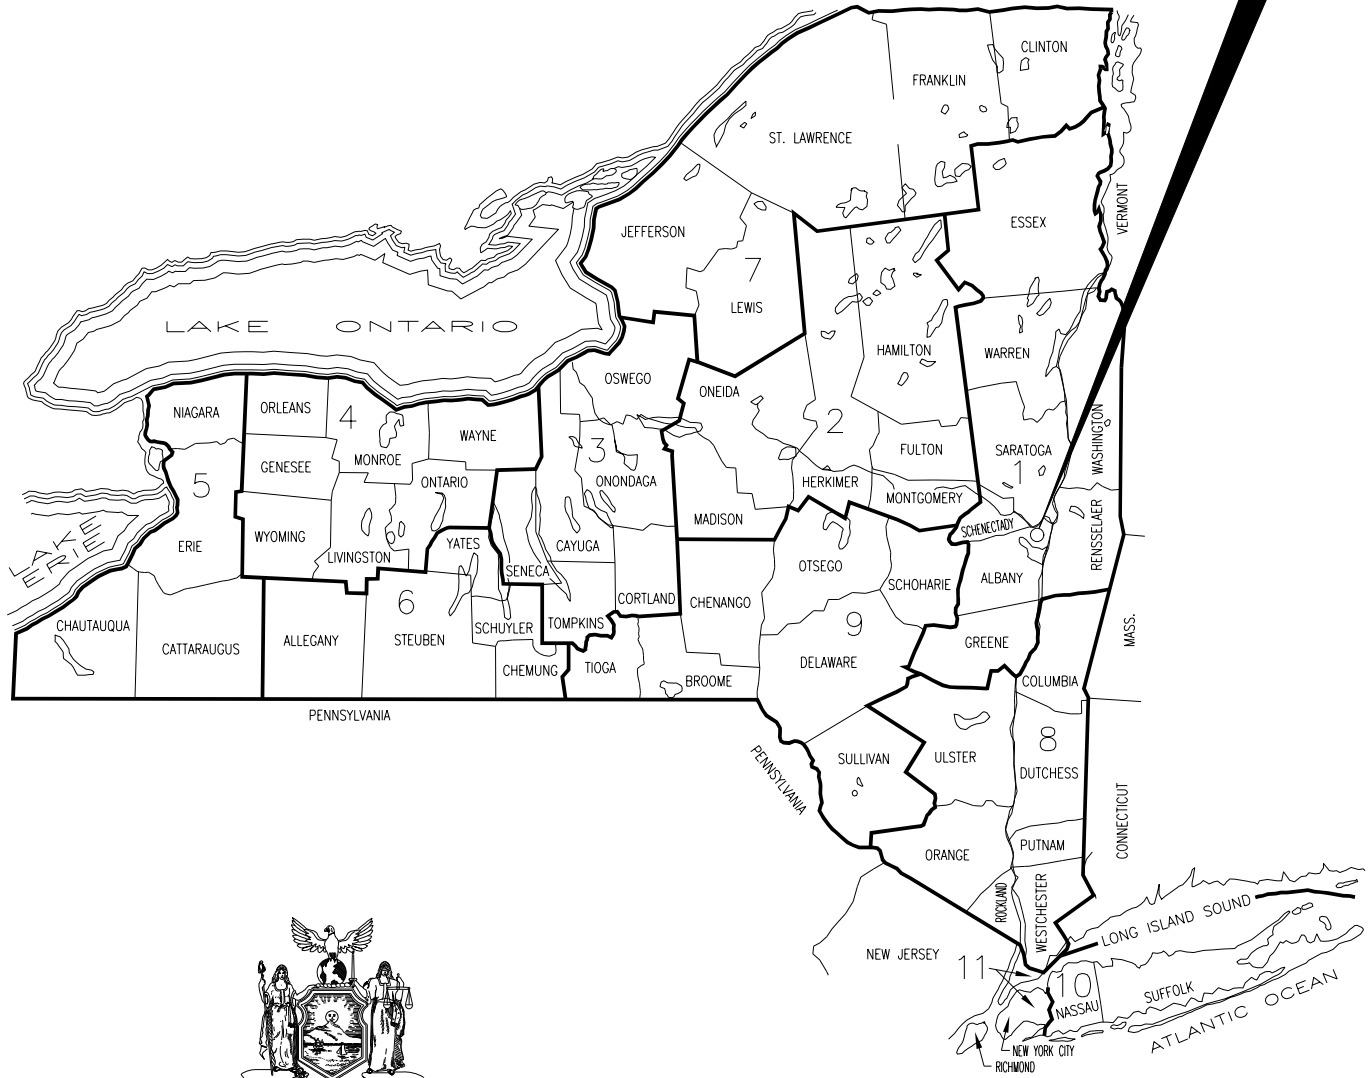 CLINTON
FRANKLIN
ST. LAWRENCE
VERMONT
ESSEX
JEFFERSON
7
LEWIS
LAKE ONTARIO
HAMILTON
WARREN
OSWEGO
ONEIDA
NIAGARA
ORLEANS
4
2
WAYNE
WASHINGTON
3
FULTON
SARATOGA
MONROE
GENESEE
1
5
ONTARIO
ONONDAGA
HERKIMER
MONTGOMERY
MADISON
SCHENECTADY
RENSSELAER
WYOMING
ERIE
LAKE
ERIE
LIVINGSTON
YATES
CAYUGA
SENECA
OTSEGO
ALBANY
SCHOHARIE
6
CORTLAND
CHENANGO
CHAUTAUQUA
CATTARAUGUS
ALLEGANY
STEUBEN
SCHUYLER
TOMPKINS
9
GREENE
MASS.
CHEMUNG
TIOGA
BROOME
DELAWARE
COLUMBIA
PENNSYLVANIA
PENNSYLVANIA
SULLIVAN
ULSTER
8
DUTCHESS
CONNECTICUT
ORANGE
PUTNAM
ROCKLAND
WESTCHESTER
LONG ISLAND SOUND
NEW JERSEY
11
10
NASSAU
SUFFOLK
ATLANTIC OCEAN
NEW YORK CITY
RICHMOND